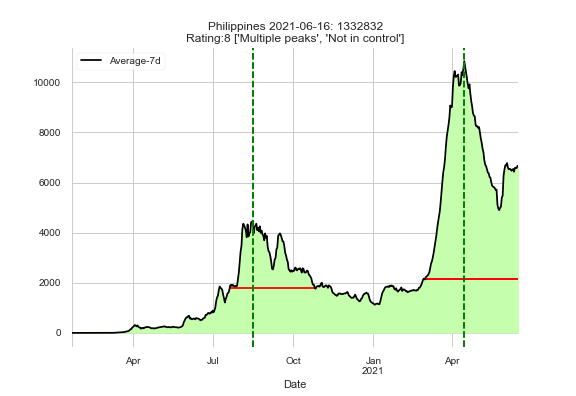 Philippines 2021-06-16: 1332832
Rating:8 ['Multiple peaks', 'Not in control']
Average-7d
10000
8000
6000
4000
2000
0
Apr
Jul
Oct
Jan
2021
Apr
Date